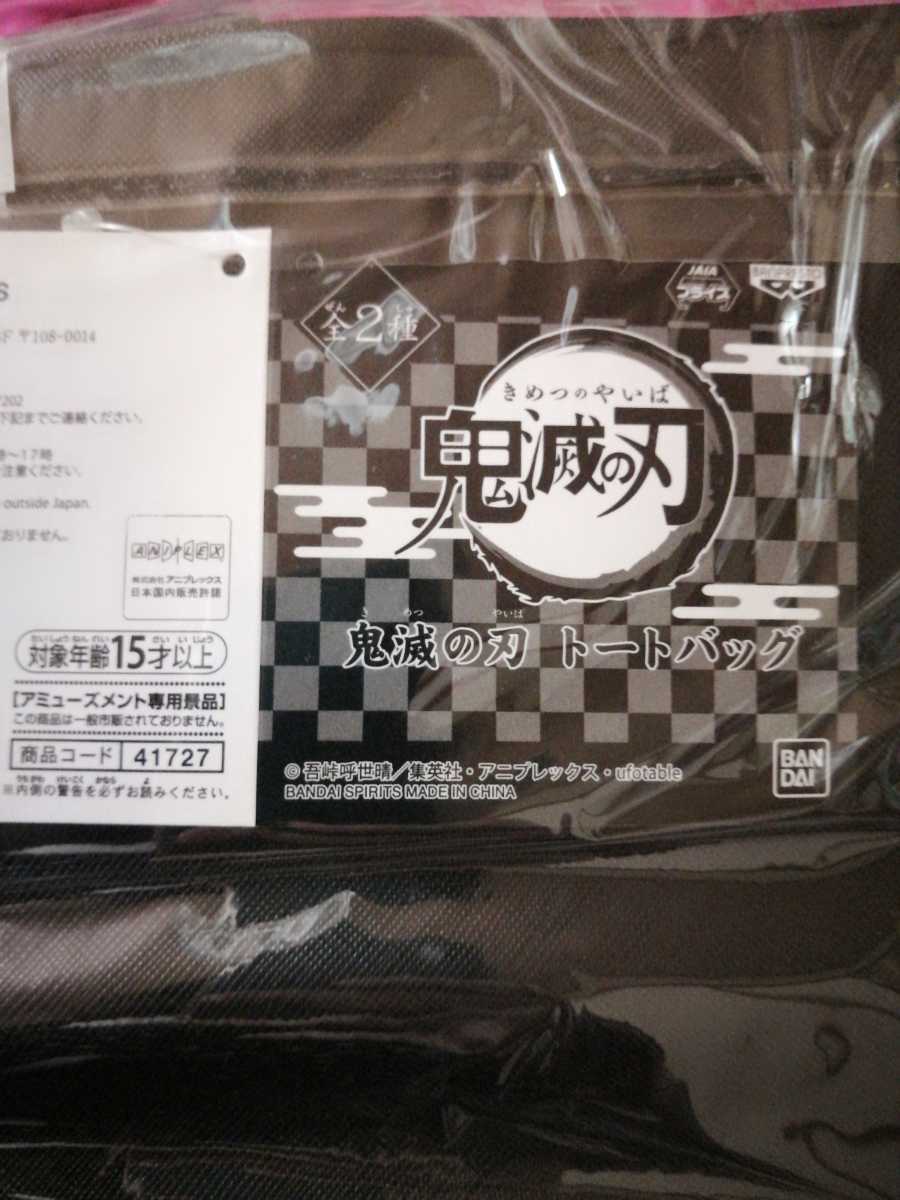 S
F 〒108-0014
202
下記までご連絡ください。
時～17時
注意ください。
outside Japan.
ておりません。
ANIPLEX
株式会社アニプレックス
日本国内販売許諾
たいしょうねんれい さいいじょう
対象年齢15才以上
[アミューズメント専用景品]
この商品は一般市販されておりません。
商品コード 41727
うちがわ けいこく かなら よ
※内側の警告を必ずお読みください。
ぜん
全2種
JAIA
プライズ
BANPRESTO
きめつのやいば
鬼滅の刃
き めつ やいば
鬼滅の刃 トートバッグ
© 吾峠呼世晴／集英社・アニプレックス・ufotable
BANDAI SPIRITS MADE IN CHINA
BAN
DAI